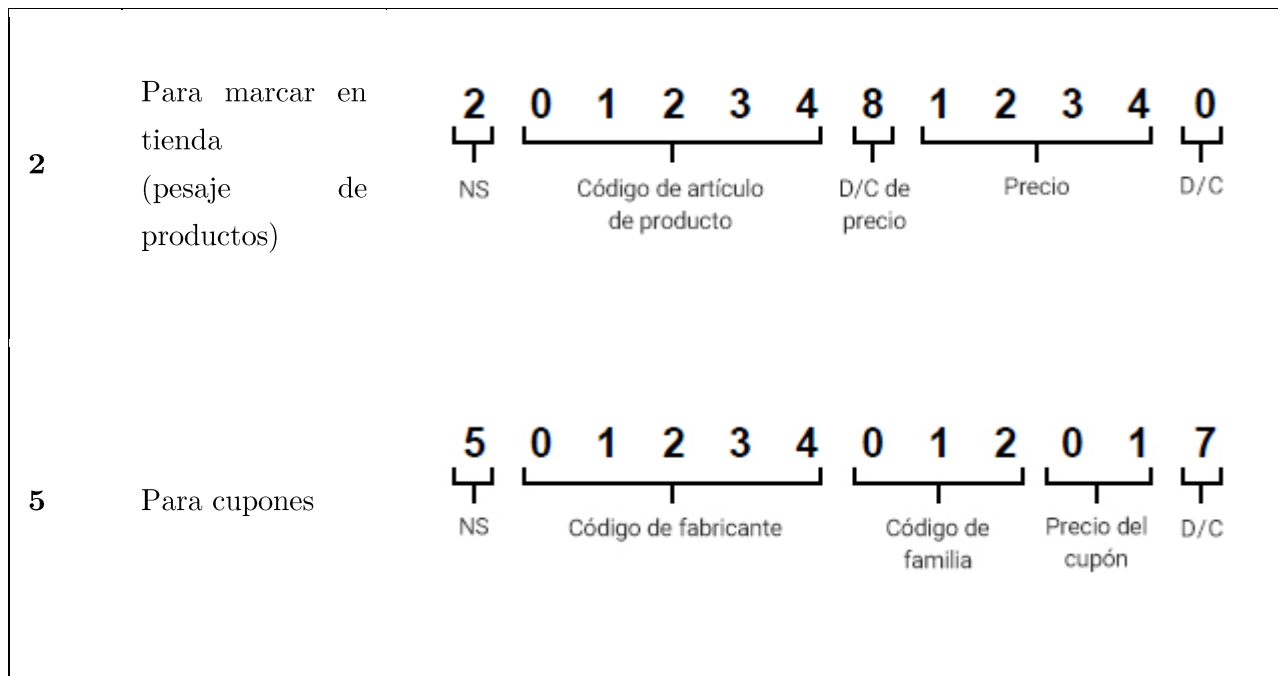 2
Para marcar en
tienda
(pesaje de
productos)
2 0 1 2 3 4 8 1 2 3 4 0
NS Código de artículo de producto D/C de precio Precio D/C
5
Para cupones
5 0 1 2 3 4 0 1 2 0 1 7
NS Código de fabricante Código de familia Precio del cupón D/C